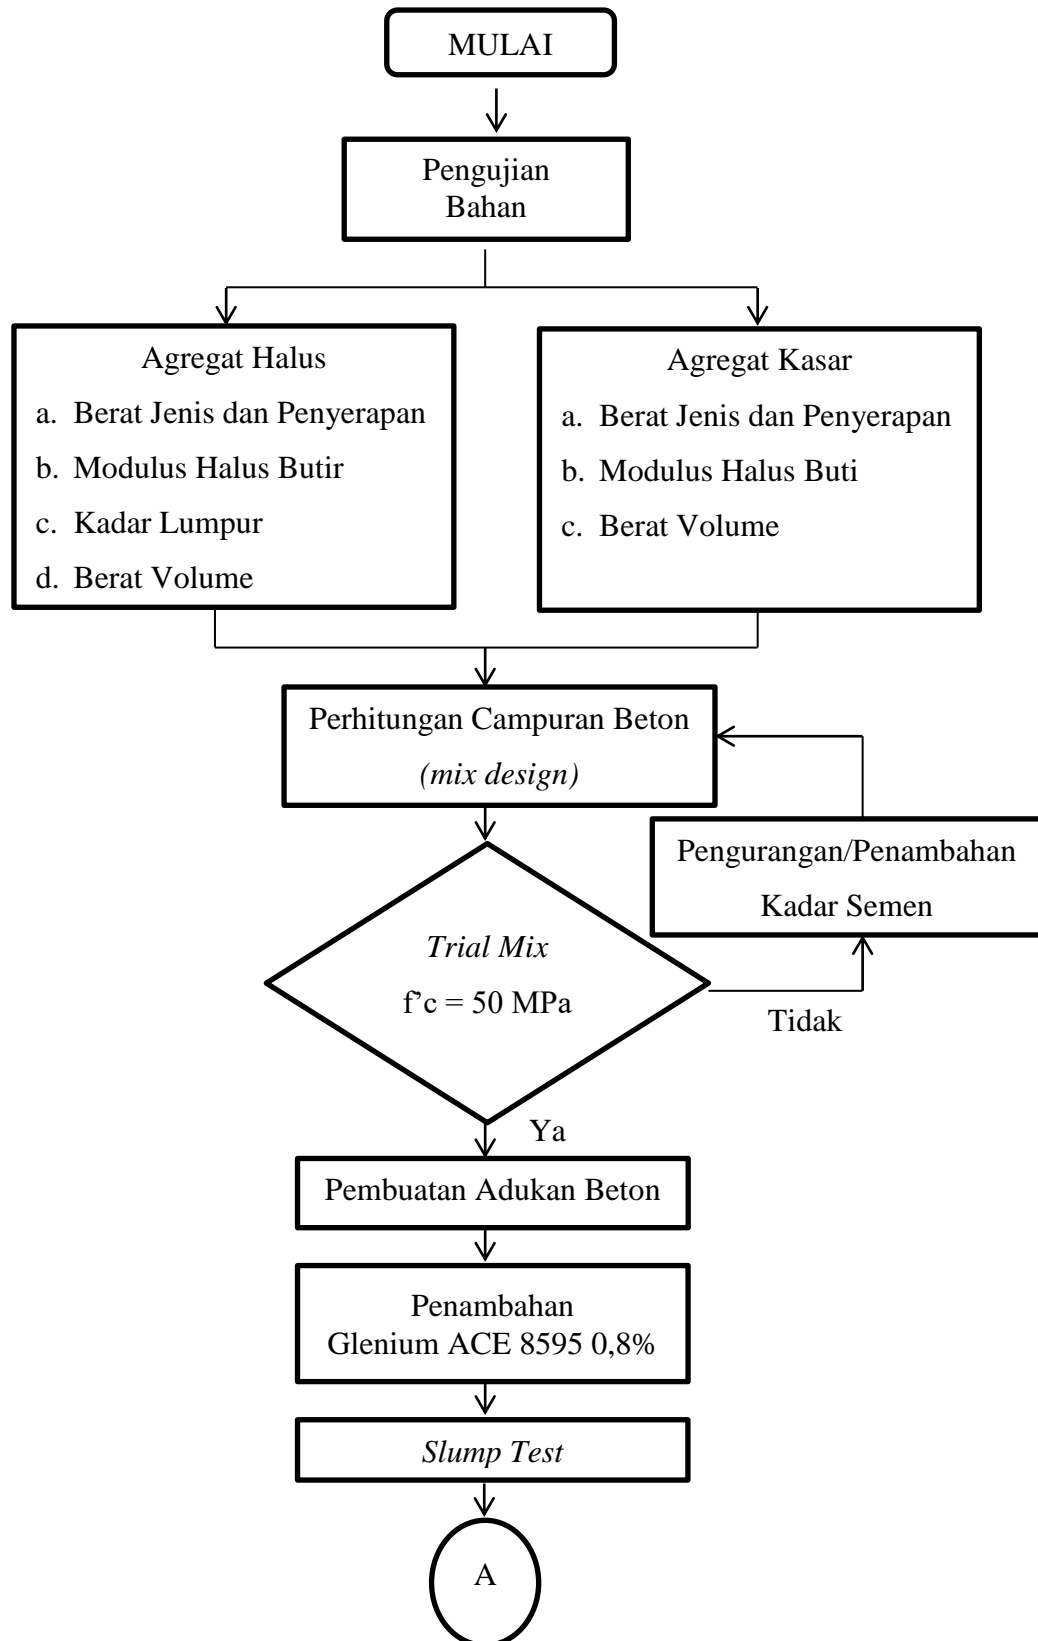 MULAI
Pengujian
Bahan
Agregat Halus
a. Berat Jenis dan Penyerapan
b. Modulus Halus Butir
c. Kadar Lumpur
d. Berat Volume
Agregat Kasar
a. Berat Jenis dan Penyerapan
b. Modulus Halus Buti
c. Berat Volume
Perhitungan Campuran Beton
(mix design)
Pengurangan/Penambahan
Kadar Semen
Trial Mix
f’c = 50 MPa
Tidak
Ya
Pembuatan Adukan Beton
Penambahan
Glenium ACE 8595 0,8%
Slump Test
A